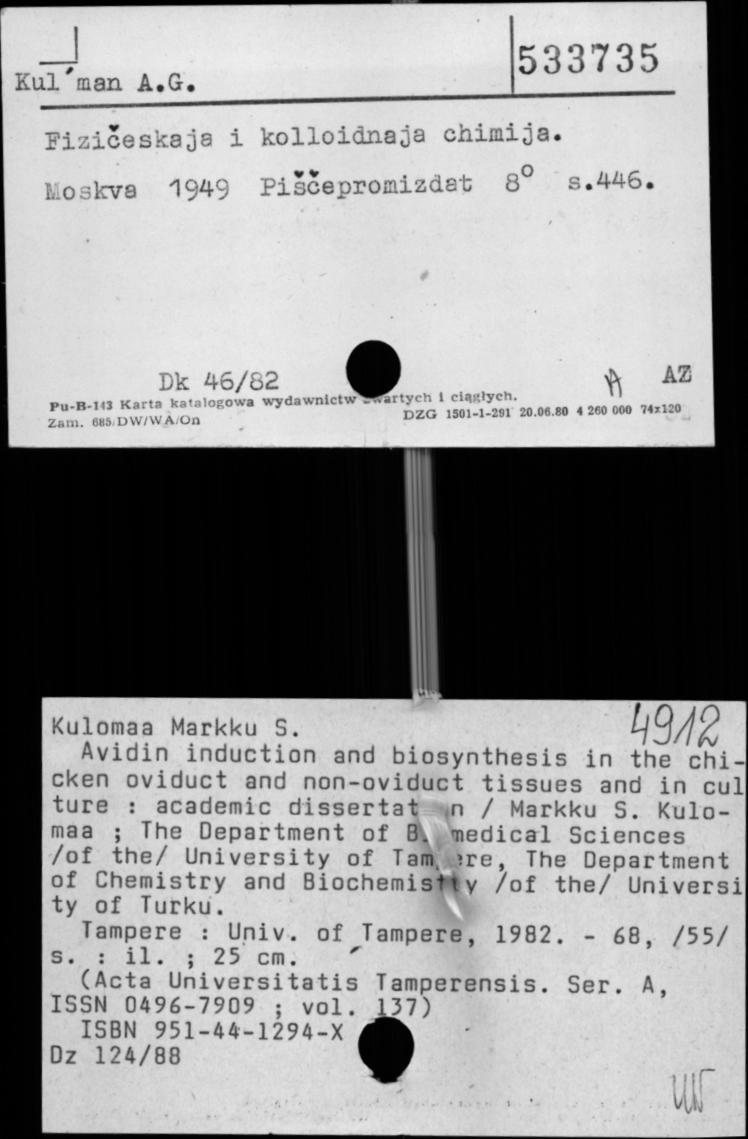 533735
Kul´man A.G.
Fizičeskaja i kolloidnaja chimija.
Moskva 1949 Piščepromizdat 8° s.446.
Dk 46/82
AZ
Pu-B-143 Karta katalogowa wydawnictw zwartych i ciągłych.
Zam. 685/DW/WA/On DZG 1501-1-291 20.06.80 4 260 000 74x120
4912
Kulomaa Markku S.
Avidin induction and biosynthesis in the chi-
cken oviduct and non-oviduct tissues and in cul
ture : academic dissertat n / Markku S. Kulo-
maa ; The Department of B medical Sciences
/of the/ University of Tampere, The Department
of Chemistry and Biochemistry /of the/ Universi
ty of Turku.
Tampere : Univ. of Tampere, 1982. - 68, /55/
s. : il. ; 25 cm.
(Acta Universitatis Tamperensis. Ser. A,
ISSN 0496-7909 ; vol. 137)
ISBN 951-44-1294-X
Dz 124/88